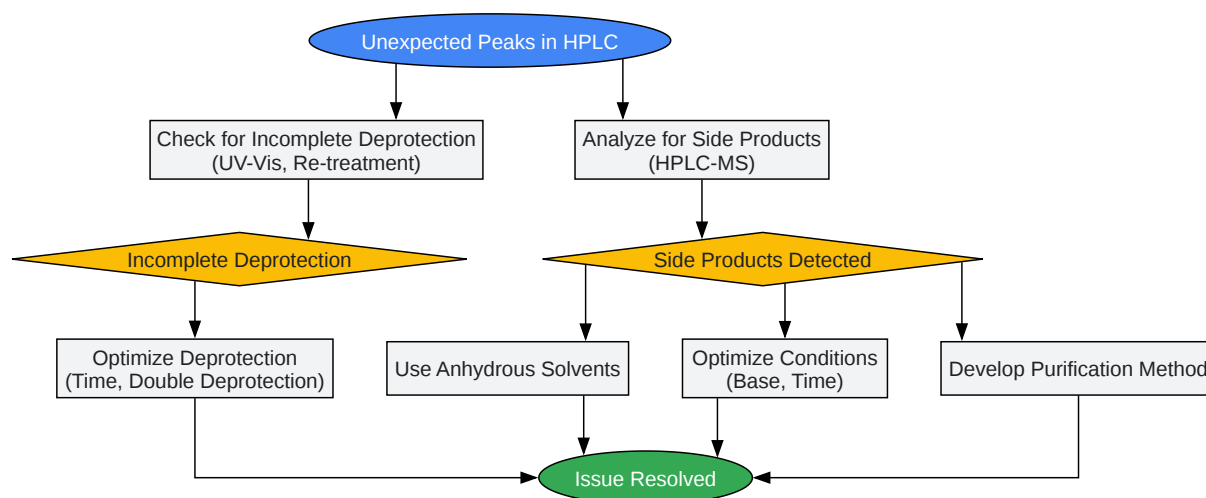 Unexpected Peaks in HPLC
Check for Incomplete Deprotection
(UV-Vis, Re-treatment)
Analyze for Side Products
(HPLC-MS)
Incomplete Deprotection
Side Products Detected
Optimize Deprotection
(Time, Double Deprotection)
Use Anhydrous Solvents
Optimize Conditions
(Base, Time)
Develop Purification Method
Issue Resolved